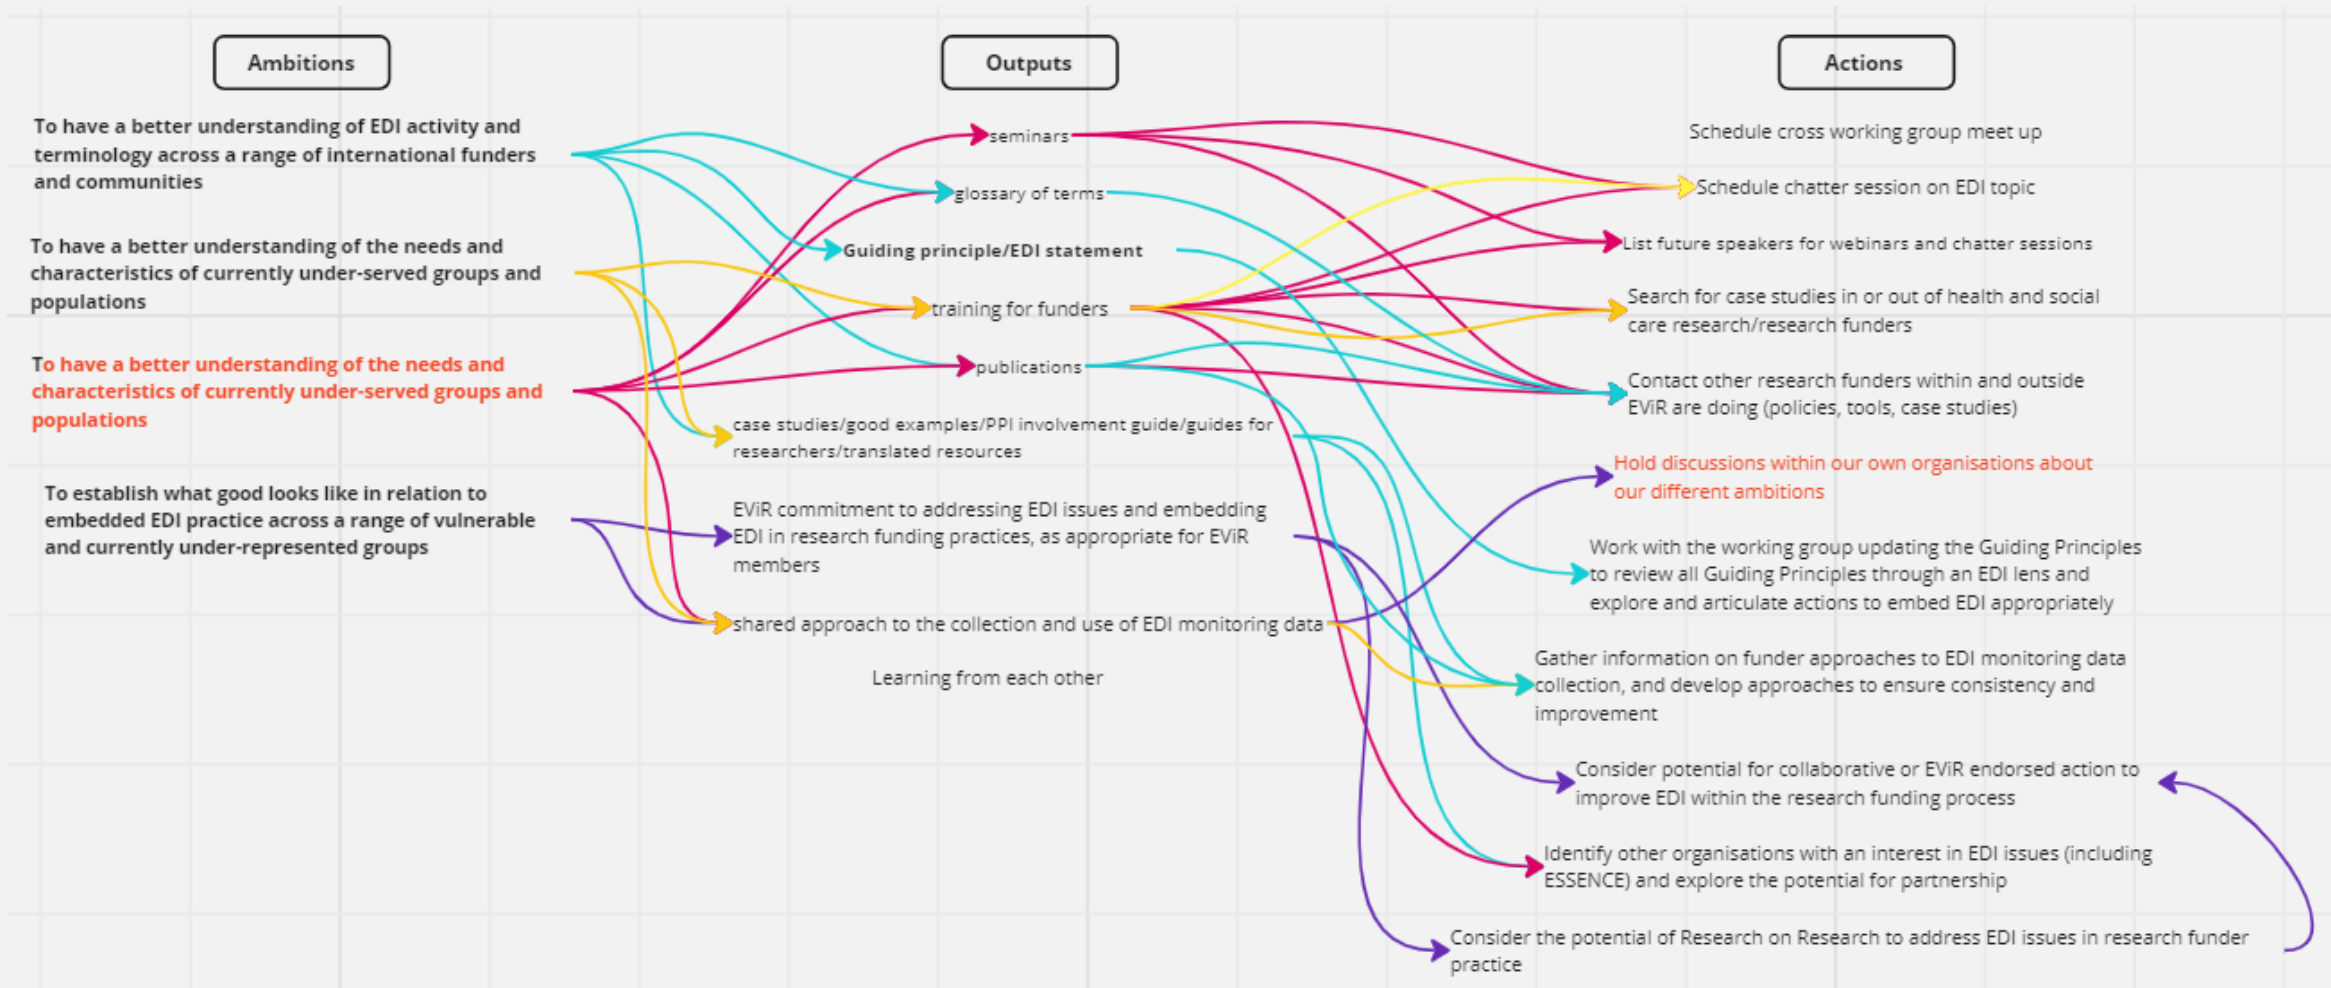 Ambitions
To have a better understanding of EDI activity and
terminology across a range of international funders
and communities
To have a better understanding of the needs and
characteristics of currently under-served groups and
populations
To have a better understanding of the needs and
characteristics of currently under-served groups and
populations
To establish what good looks like in relation to
embedded EDI practice across a range of vulnerable
and currently under-represented groups
Outputs
seminars
glossary of terms
Guiding principle/EDI statement
training for funders
publications
case studies/good examples/PPI involvement guide/guides for
researchers/translated resources
EViR commitment to addressing EDI issues and embedding
EDI in research funding practices, as appropriate for EViR
members
shared approach to the collection and use of EDI monitoring data
Learning from each other
Actions
Schedule cross working group meet up
Schedule chatter session on EDI topic
List future speakers for webinars and chatter sessions
Search for case studies in or out of health and social
care research/research funders
Contact other research funders within and outside
EViR are doing (policies, tools, case studies)
Hold discussions within our own organisations about
our different ambitions
Work with the working group updating the Guiding Principles
to review all Guiding Principles through an EDI lens and
explore and articulate actions to embed EDI appropriately
Gather information on funder approaches to EDI monitoring data
collection, and develop approaches to ensure consistency and
improvement
Consider potential for collaborative or EViR endorsed action to
improve EDI within the research funding process
Identify other organisations with an interest in EDI issues (including
ESSENCE) and explore the potential for partnership
Consider the potential of Research on Research to address EDI issues in research funder
practice